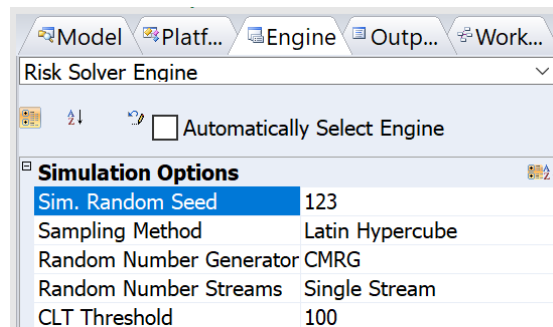 Model Platf... Engine Outp... Work...
Risk Solver Engine
Automatically Select Engine
Simulation Options
Sim. Random Seed 123
Sampling Method Latin Hypercube
Random Number Generator CMRG
Random Number Streams Single Stream
CLT Threshold 100